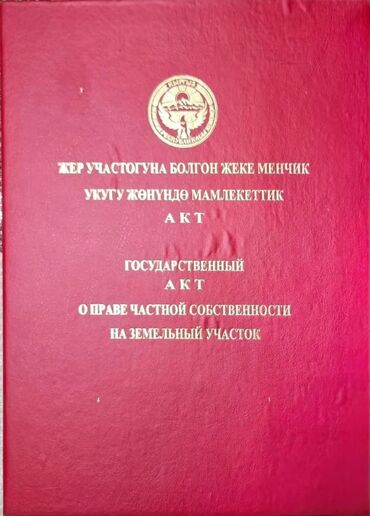 ЖЕР УЧАСТОГУНА БОЛГОН ЖЕКЕ МЕНЧИК
УКУГУ ЖӨНҮНДӨ МАМЛЕКЕТТИК
АКТ
ГОСУДАРСТВЕННЫЙ
АКТ
О ПРАВЕ ЧАСТНОЙ СОБСТВЕННОСТИ
НА ЗЕМЕЛЬНЫЙ УЧАСТОК